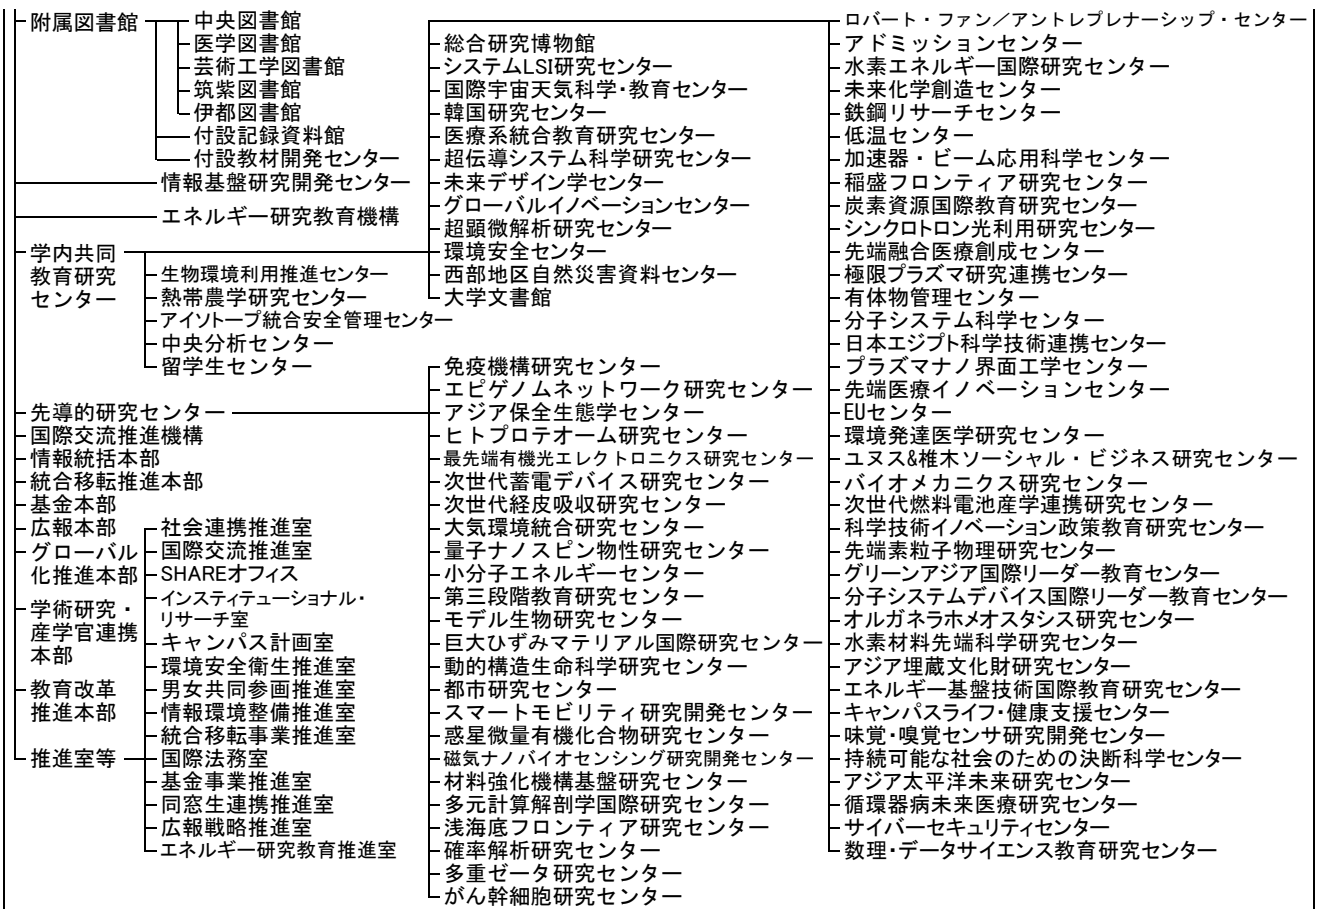 附属図書館
中央図書館
医学図書館
芸術工学図書館
筑紫図書館
伊都図書館
付設記録資料館
付設教材開発センター
情報基盤研究開発センター
エネルギー研究教育機構
学内共同
教育研究
センター
生物環境利用推進センター
熱帯農学研究センター
アイソトープ統合安全管理センター
中央分析センター
留学生センター
先導的研究センター
国際交流推進機構
情報統括本部
統合移転推進本部
基金本部
広報本部
グローバル
化推進本部
学術研究・
産学官連携
本部
教育改革
推進本部
推進室等
社会連携推進室
国際交流推進室
SHAREオフィス
インスティテューショナル・
リサーチ室
キャンパス計画室
環境安全衛生推進室
男女共同参画推進室
情報環境整備推進室
統合移転事業推進室
国際法務室
基金事業推進室
同窓生連携推進室
広報戦略推進室
エネルギー研究教育推進室
総合研究博物館
システムLSI研究センター
国際宇宙天気科学・教育センター
韓国研究センター
医療系統合教育研究センター
超伝導システム科学研究センター
未来デザイン学センター
グローバルイノベーションセンター
超顕微解析研究センター
環境安全センター
西部地区自然災害資料センター
大学文書館
免疫機構研究センター
エピゲノムネットワーク研究センター
アジア保全生態学センター
ヒトプロテオーム研究センター
最先端有機光エレクトロニクス研究センター
次世代蓄電デバイス研究センター
次世代経皮吸収研究センター
大気環境統合研究センター
量子ナノスピン物性研究センター
小分子エネルギーセンター
第三段階教育研究センター
モデル生物研究センター
巨大ひずみマテリアル国際研究センター
動的構造生命科学研究センター
都市研究センター
スマートモビリティ研究開発センター
惑星微量有機化合物研究センター
磁気ナノバイオセンシング研究開発センター
材料強化機構基盤研究センター
多元計算解剖学国際研究センター
浅海底フロンティア研究センター
確率解析研究センター
多重ゼータ研究センター
がん幹細胞研究センター
ロバート・ファン／アントレプレナーシップ・センター
アドミッションセンター
水素エネルギー国際研究センター
未来化学創造センター
鉄鋼リサーチセンター
低温センター
加速器・ビーム応用科学センター
稲盛フロンティア研究センター
炭素資源国際教育研究センター
シンクロトロン光利用研究センター
先端融合医療創成センター
極限プラズマ研究連携センター
有体物管理センター
分子システム科学センター
日本エジプト科学技術連携センター
プラズマナノ界面工学センター
先端医療イノベーションセンター
EUセンター
環境発達医学研究センター
ユヌス&椎木ソーシャル・ビジネス研究センター
バイオメカニクス研究センター
次世代燃料電池産学連携研究センター
科学技術イノベーション政策教育研究センター
先端素粒子物理研究センター
グリーンアジア国際リーダー教育センター
分子システムデバイス国際リーダー教育センター
オルガネラホメオスタシス研究センター
水素材料先端科学研究センター
アジア埋蔵文化財研究センター
エネルギー基盤技術国際教育研究センター
キャンパスライフ・健康支援センター
味覚・嗅覚センサ研究開発センター
持続可能な社会のための決断科学センター
アジア太平洋未来研究センター
循環器病未来医療研究センター
サイバーセキュリティセンター
数理・データサイエンス教育研究センター